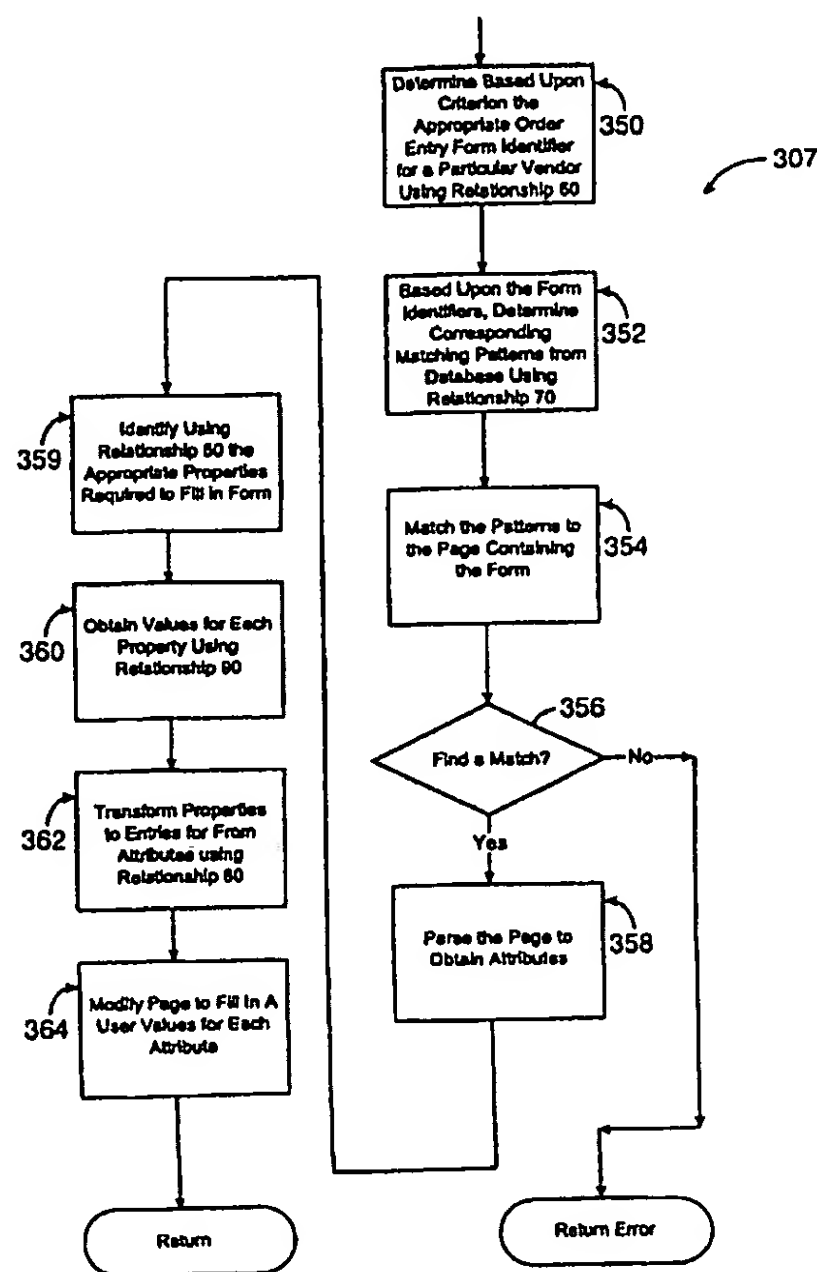 Determine Based Upon
Criterion the
Appropriate Order
Entry Form Identifier
for a Particular Vendor
Using Relationship 60
350
307
Based Upon the Form
Identifiers, Determine
Corresponding
Matching Patterns from
Database Using
Relationship 70
352
Match the Patterns to
the Page Containing
the Form
354
Find a Match?
356
No
Yes
Parse the Page to
Obtain Attributes
358
Return Error
Identify Using
Relationship 50 the
Appropriate Properties
Required to Fill in Form
359
Obtain Values for Each
Property Using
Relationship 90
360
Transform Properties
to Entries for From
Attributes using
Relationship 80
362
Modify Page to Fill In A
User Values for Each
Attribute
364
Return